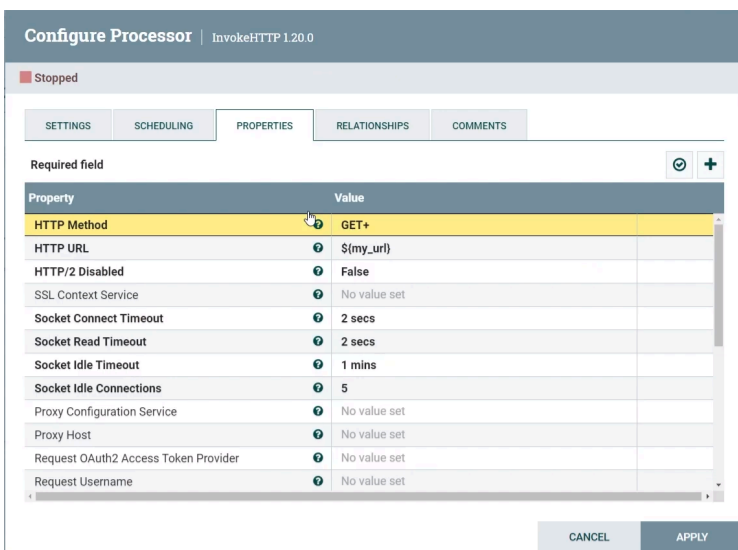 Configure Processor | InvokeHTTP 1.20.0
Stopped
SETTINGS SCHEDULING PROPERTIES RELATIONSHIPS COMMENTS
Required field
Property Value
HTTP Method GET+
HTTP URL ${my_url}
HTTP/2 Disabled False
SSL Context Service No value set
Socket Connect Timeout 2 secs
Socket Read Timeout 2 secs
Socket Idle Timeout 1 mins
Socket Idle Connections 5
Proxy Configuration Service No value set
Proxy Host No value set
Request OAuth2 Access Token Provider No value set
Request Username No value set
CANCEL APPLY